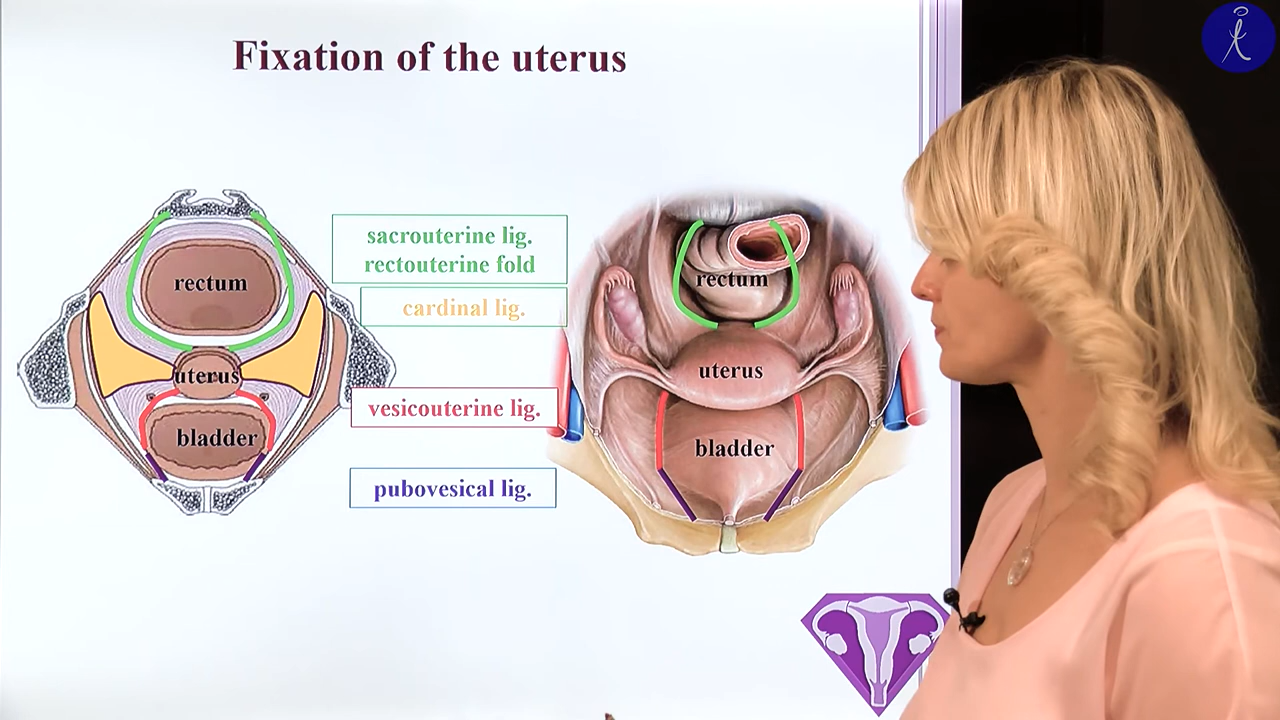 Fixation of the uterus
rectum
uterus
bladder
sacrouterine lig.
rectouterine fold
cardinal lig.
vesicouterine lig.
pubovesical lig.
rectum
uterus
bladder